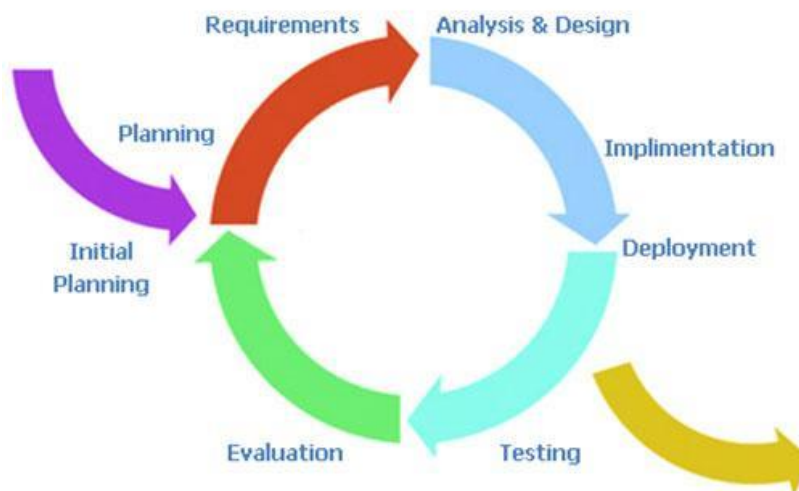 Requirements
Analysis & Design
Planning
Implimentation
Initial
Planning
Deployment
Evaluation
Testing